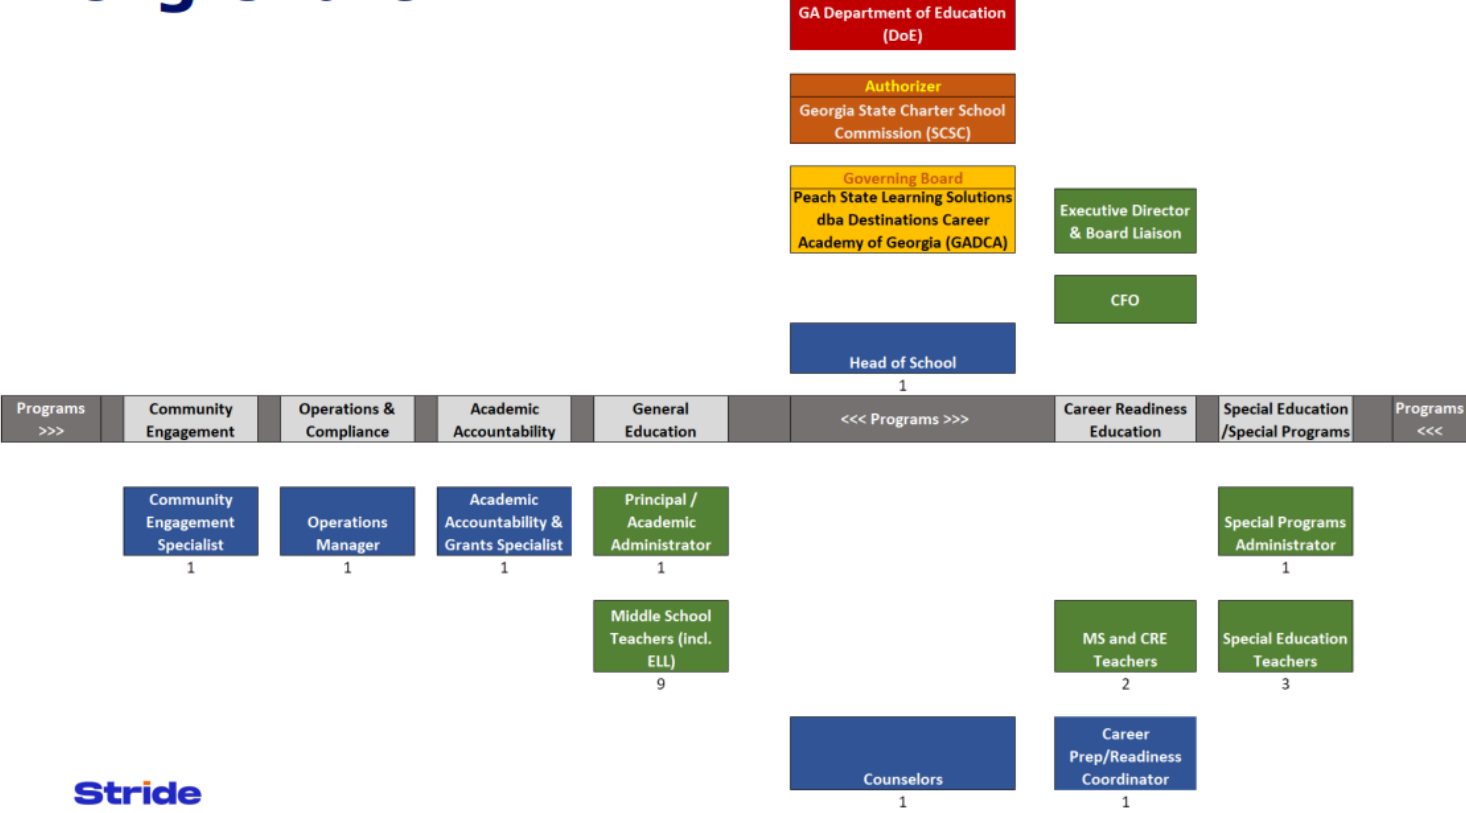 GA Department of Education
(DoE)
Authorizer
Georgia State Charter School
Commission (SCSC)
Governing Board
Peach State Learning Solutions
dba Destinations Career
Academy of Georgia (GADCA)
Executive Director
& Board Liaison
CFO
Head of School
1
Programs
>>>
Community
Engagement
Operations &
Compliance
Academic
Accountability
General
Education
<<< Programs >>>
Career Readiness
Education
Special Education
/Special Programs
Programs
<<<
Community
Engagement
Specialist
1
Operations
Manager
1
Academic
Accountability &
Grants Specialist
1
Principal /
Academic
Administrator
1
Special Programs
Administrator
1
Middle School
Teachers (incl.
ELL)
9
MS and CRE
Teachers
2
Special Education
Teachers
3
Counselors
1
Career
Prep/Readiness
Coordinator
1
Stride